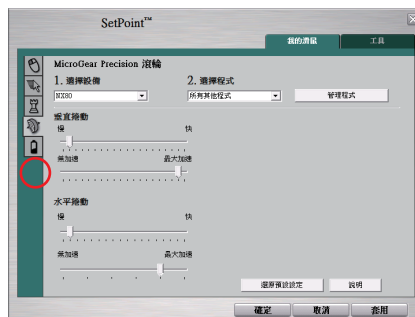 SetPoint™
我的滑鼠
工具
MicroGear Precision 滾輪
1. 選擇設備
2. 選擇程式
NX80
所有其他程式
管理程式
垂直捲動
慢
快
無加速
最大加速
水平捲動
慢
快
無加速
最大加速
還原預設設定
說明
確定
取消
套用